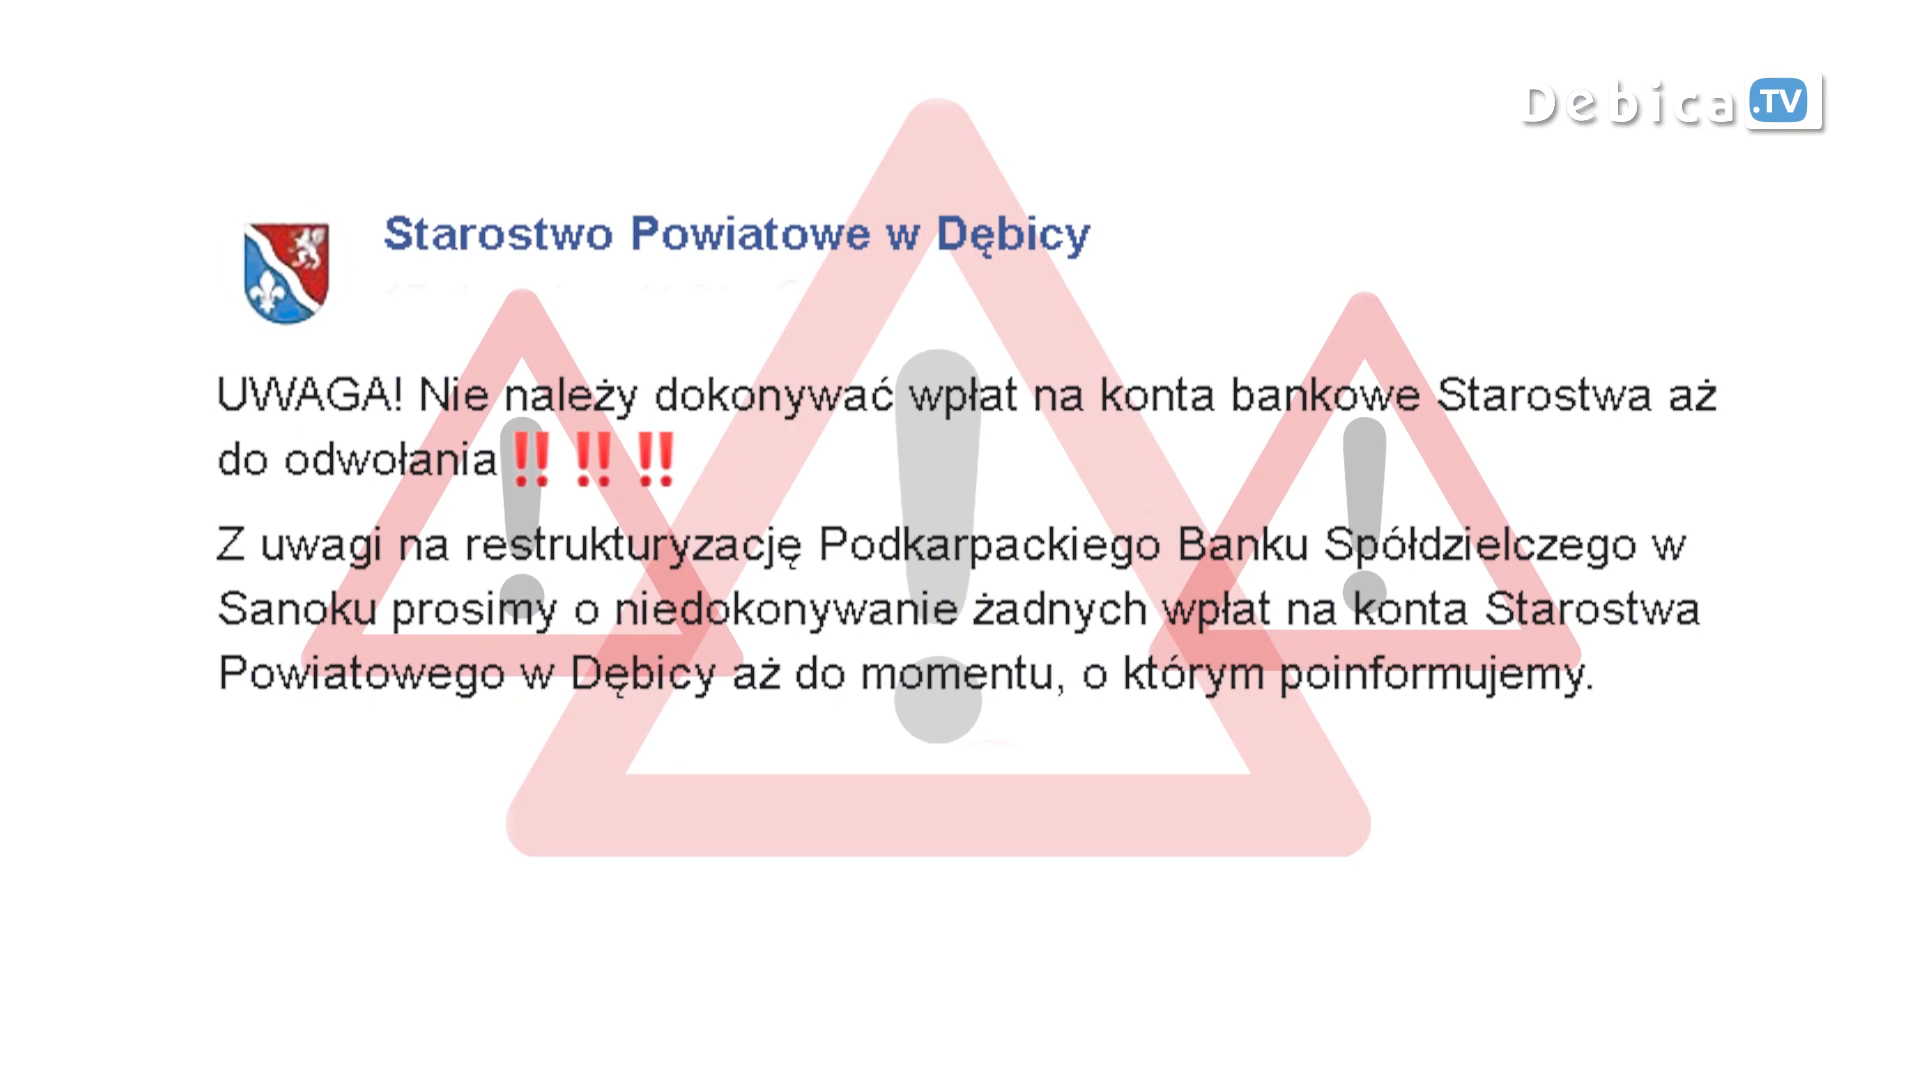 Debica.TV
Starostwo Powiatowe w Dębicy
UWAGA! Nie należy dokonywać wpłat na konta bankowe Starostwa aż
do odwołania‼️‼️‼️
Z uwagi na restrukturyzację Podkarpackiego Banku Spółdzielczego w
Sanoku prosimy o niedokonywanie żadnych wpłat na konta Starostwa
Powiatowego w Dębicy aż do momentu, o którym poinformujemy.